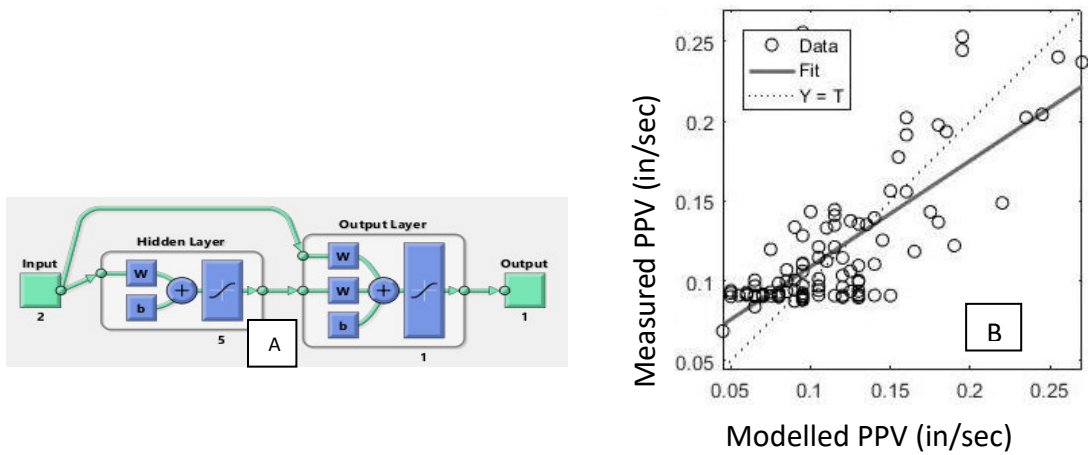 Input
2
Hidden Layer
W
b
+
5
A
Output Layer
W
W
b
+
1
Output
1
Measured PPV (in/sec)
0.25
0.2
0.15
0.1
0.05
Data
Fit
Y = T
B
0.05
0.1
0.15
0.2
0.25
Modelled PPV (in/sec)